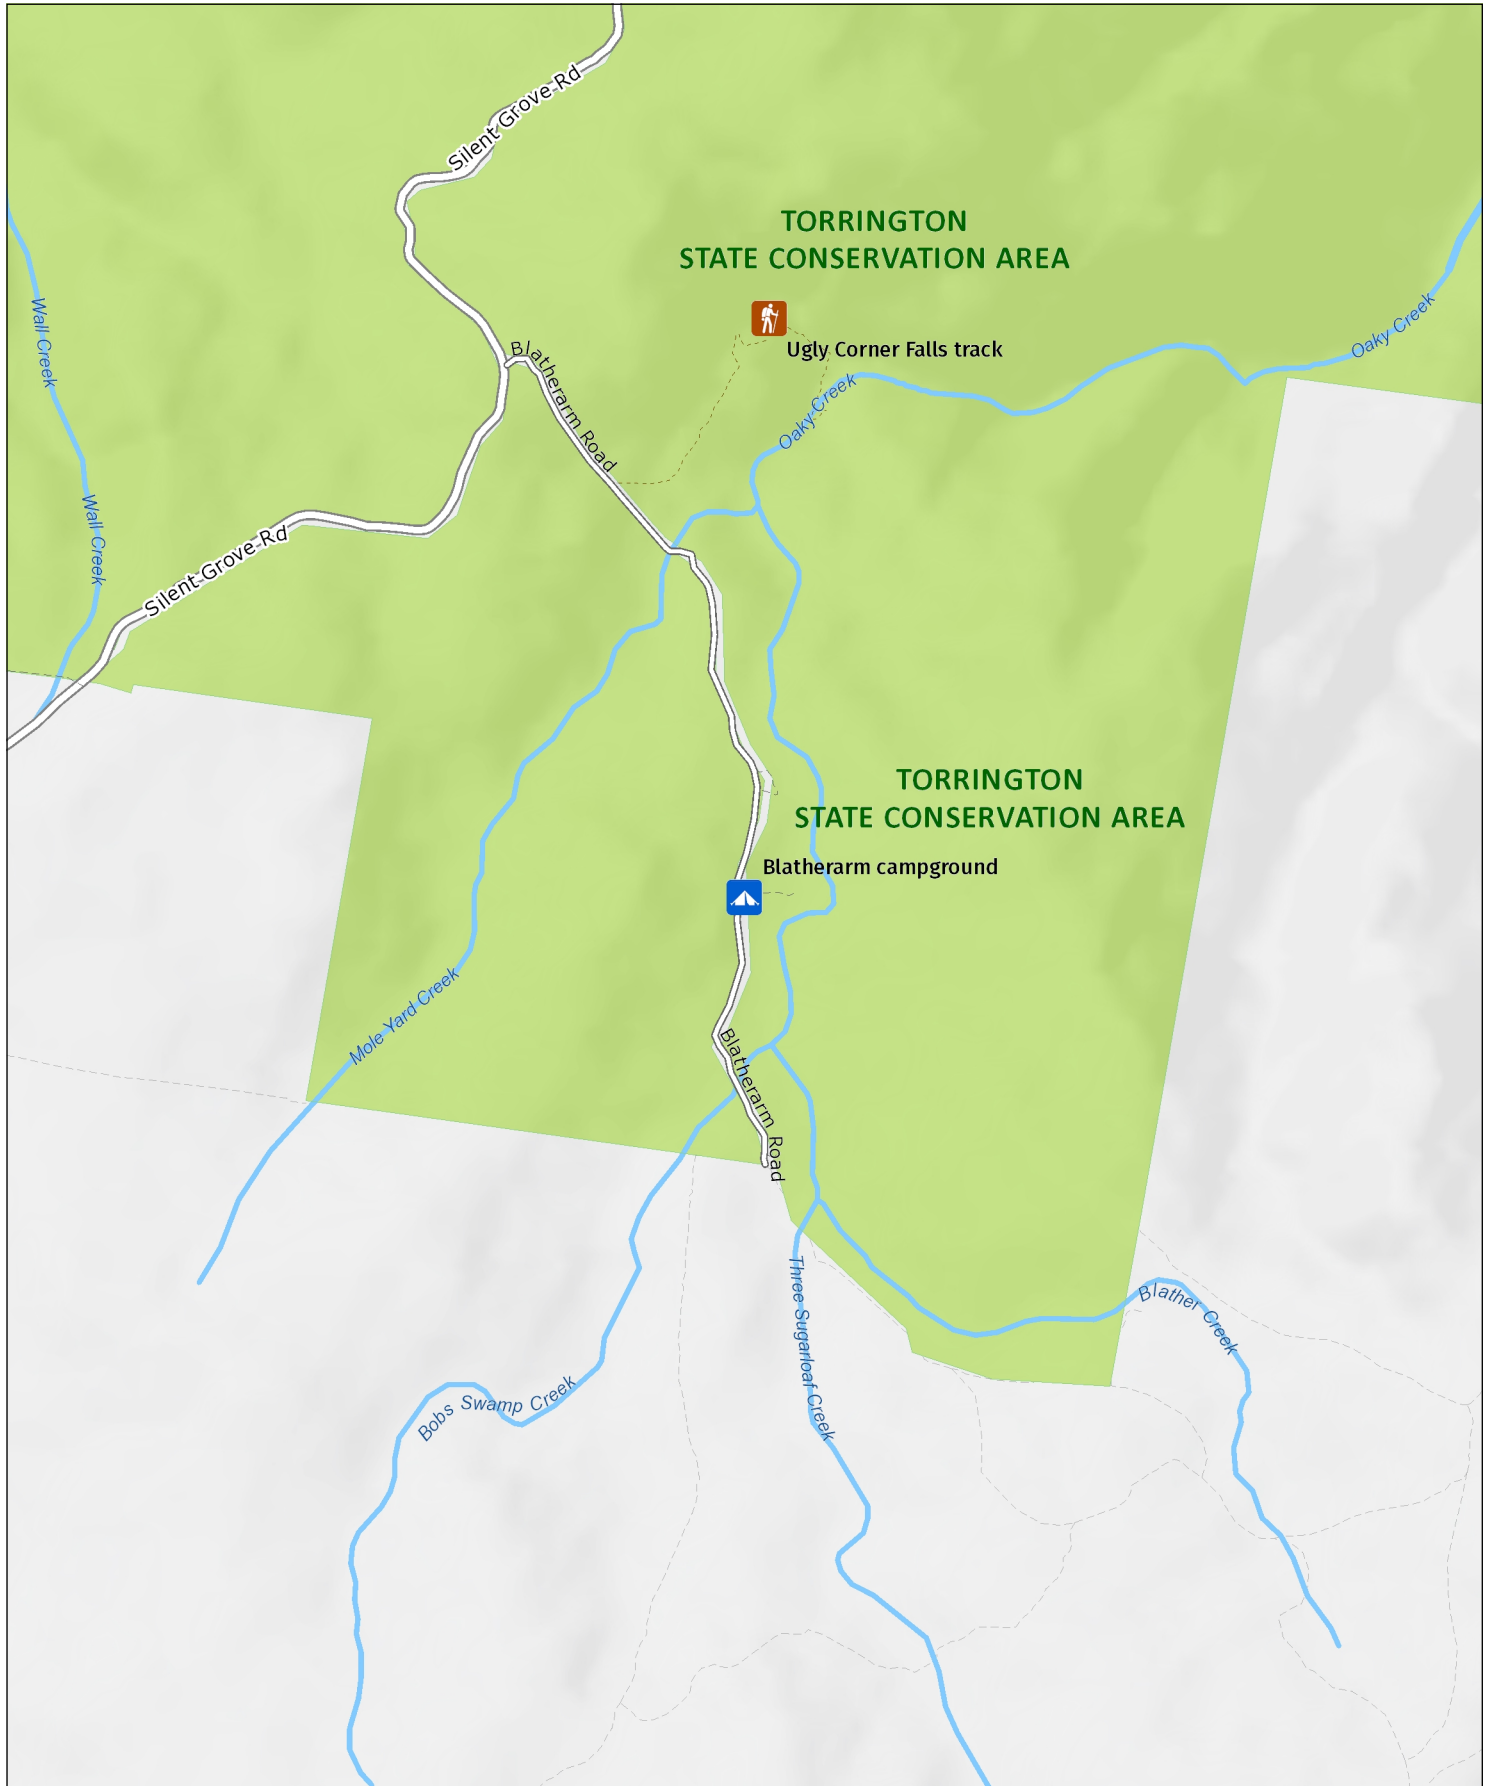 Silent Grove Rd
TORRINGTON
STATE CONSERVATION AREA
Wall Creek
Oaky Creek
Ugly Corner Falls track
Blatherarm Road
Oaky Creek
Wall Creek
Silent Grove Rd
TORRINGTON
STATE CONSERVATION AREA
Blatherarm campground
Mole Yard Creek
Blatherarm Road
Three Sugarloaf Creek
Blather Creek
Bobs Swamp Creek